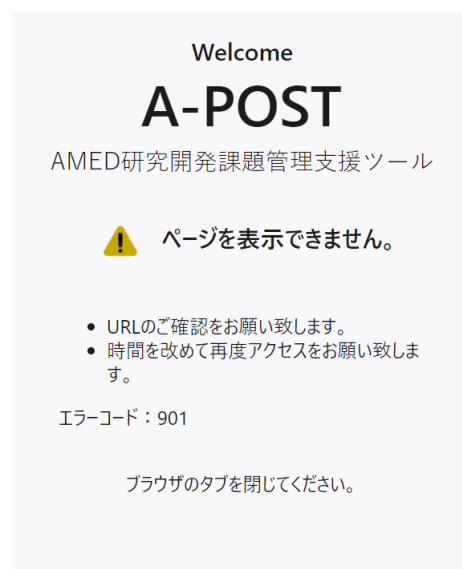 Welcome
A-POST
AMED研究開発課題管理支援ツール
ページを表示できません。
• URLのご確認をお願い致します。
• 時間を改めて再度アクセスをお願い致しま
す。
エラーコード：901
ブラウザのタブを閉じてください。